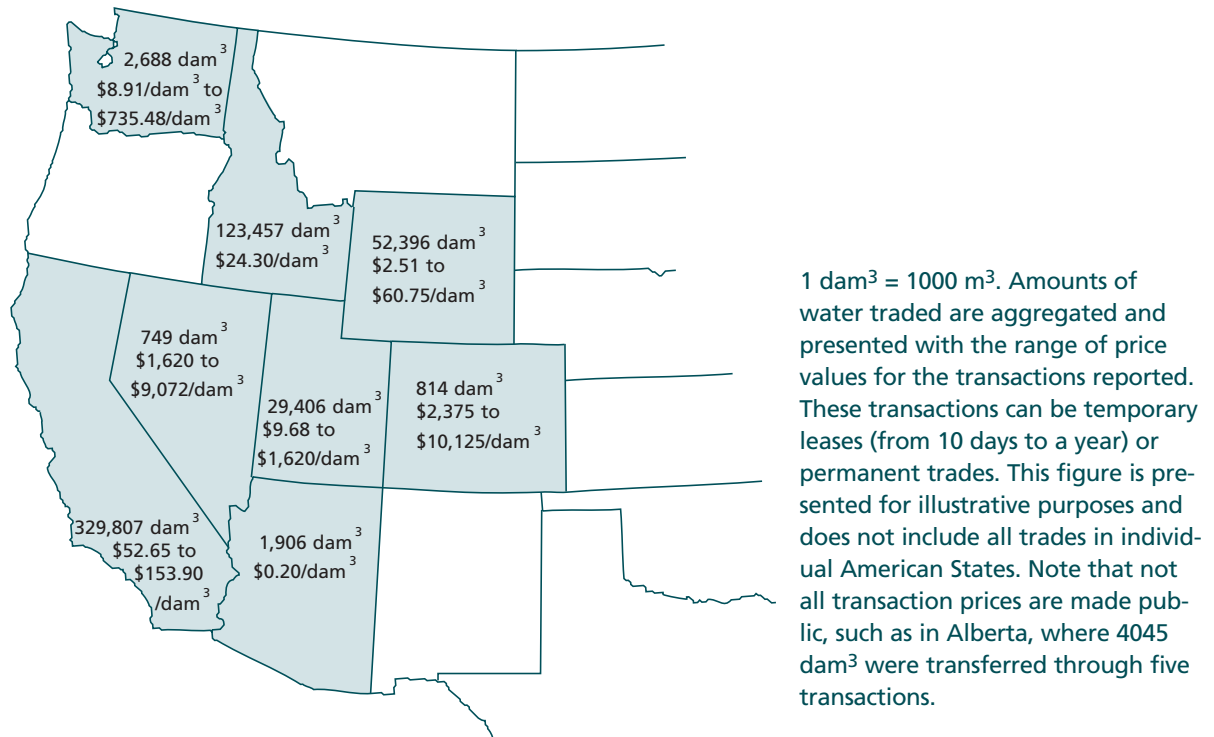 2,688 dam³
$8.91/dam³ to
$735.48/dam³
123,457 dam³
$24.30/dam³
52,396 dam³
$2.51 to
$60.75/dam³
749 dam³
$1,620 to
$9,072/dam³
29,406 dam³
$9.68 to
$1,620/dam³
814 dam³
$2,375 to
$10,125/dam³
329,807 dam³
$52.65 to
$153.90
/dam³
1,906 dam³
$0.20/dam³
1 dam³ = 1000 m³. Amounts of
water traded are aggregated and
presented with the range of price
values for the transactions reported.
These transactions can be temporary
leases (from 10 days to a year) or
permanent trades. This figure is pre-
sented for illustrative purposes and
does not include all trades in individ-
ual American States. Note that not
all transaction prices are made pub-
lic, such as in Alberta, where 4045
dam³ were transferred through five
transactions.